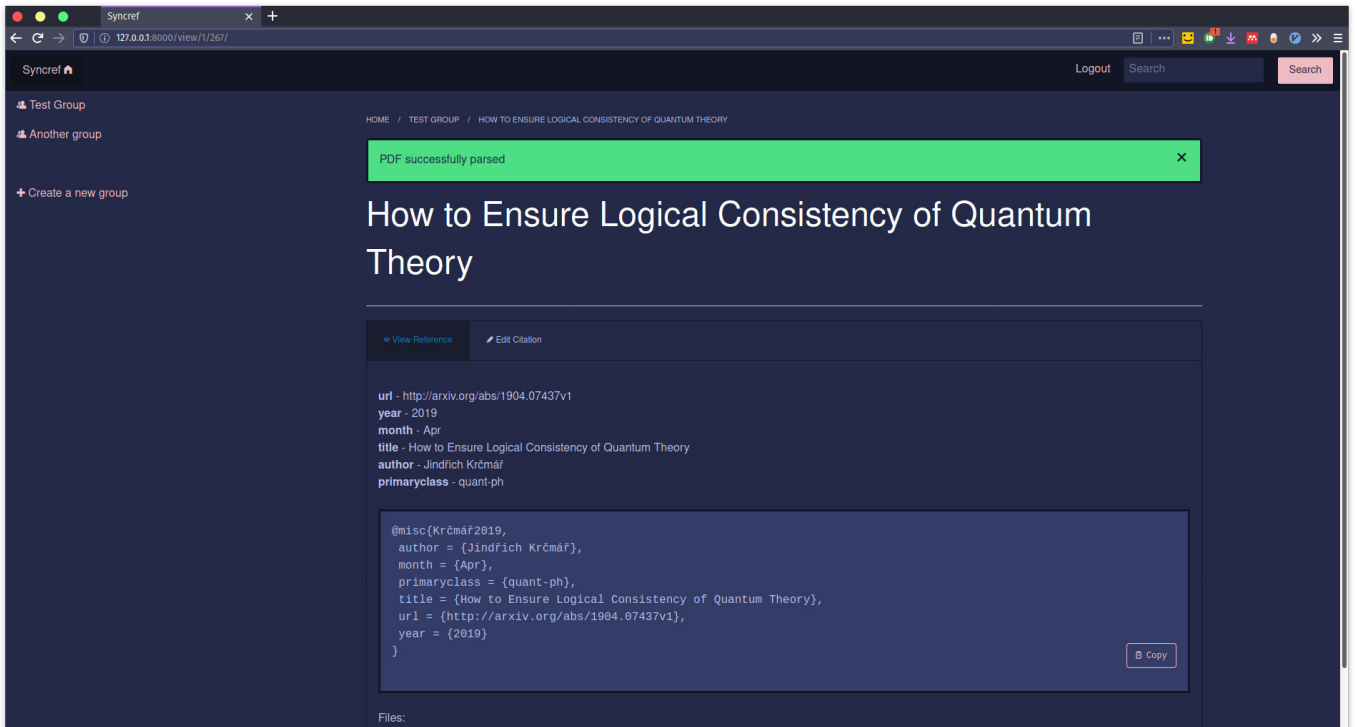 Syncref
127.0.0.1:8000/view/1/267/
1
Syncref
Logout
Search
Search
Test Group
Another group
Create a new group
HOME / TEST GROUP / HOW TO ENSURE LOGICAL CONSISTENCY OF QUANTUM THEORY
PDF successfully parsed
How to Ensure Logical Consistency of Quantum
Theory
View Reference
Edit Citation
url - http://arxiv.org/abs/1904.07437v1
year - 2019
month - Apr
title - How to Ensure Logical Consistency of Quantum Theory
author - Jindřich Krčmář
primaryclass - quant-ph
@misc{Krčmář2019,
author = {Jindřich Krčmář},
month = {Apr},
primaryclass = {quant-ph},
title = {How to Ensure Logical Consistency of Quantum Theory},
url = {http://arxiv.org/abs/1904.07437v1},
year = {2019}
}
Copy
Files: